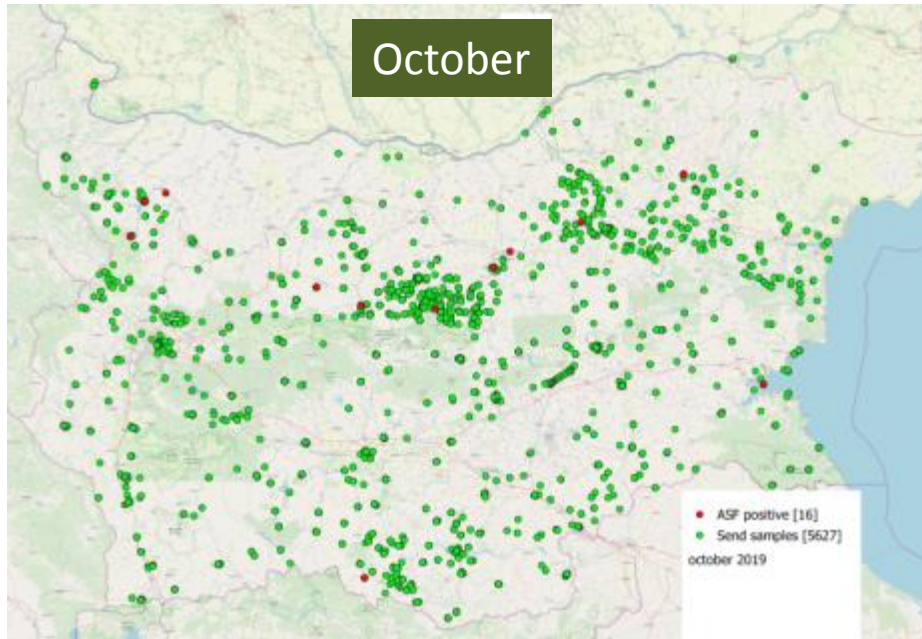 October
ASF positive [16]
Send samples [5627]
october 2019